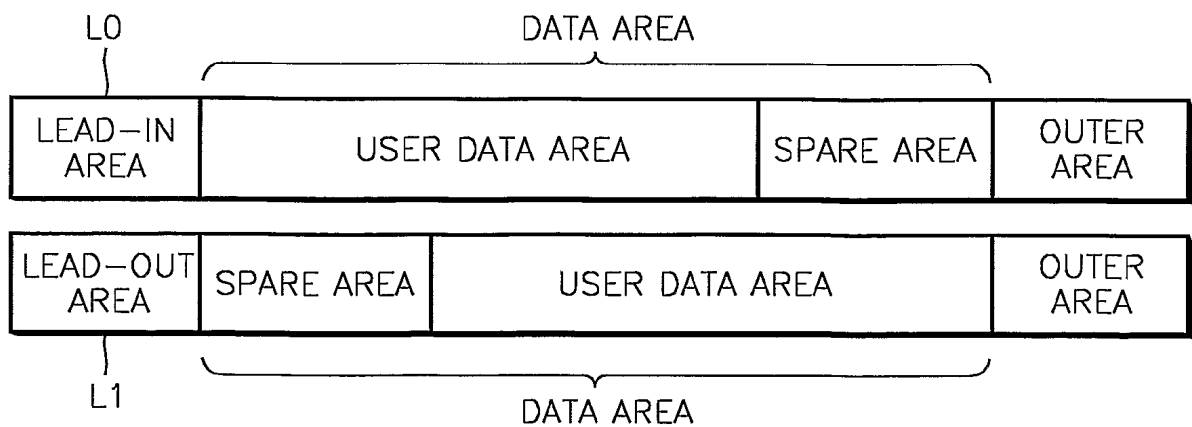 L0
DATA AREA
LEAD-IN
AREA
USER DATA AREA
SPARE AREA
OUTER
AREA
LEAD-OUT
AREA
SPARE AREA
USER DATA AREA
OUTER
AREA
L1
DATA AREA